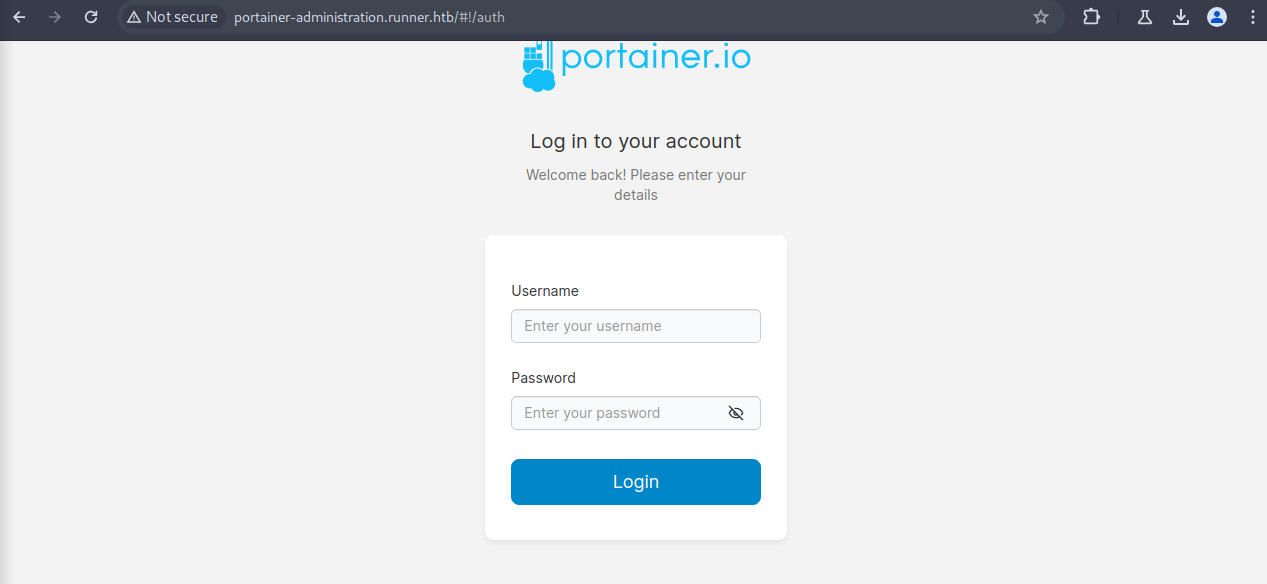 Not secure portainer-administration.runner.htb/#!/auth
portainer.io
Log in to your account
Welcome back! Please enter your
details
Username
Enter your username
Password
Enter your password
Login